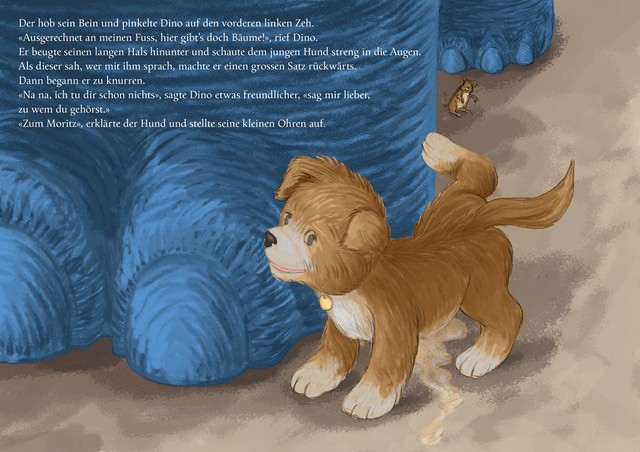 Der hob sein Bein und pinkelte Dino auf den vorderen linken Zeh.
«Ausgerechnet an meinen Fuss, hier gibt's doch Bäume!», rief Dino.
Er beugte seinen langen Hals hinunter und schaute dem jungen Hund streng in die Augen.
Als dieser sah, wer mit ihm sprach, machte er einen grossen Satz rückwärts.
Dann begann er zu knurren.
«Na na, ich tu dir schon nichts», sagte Dino etwas freundlicher, «sag mir lieber,
zu wem du gehörst.»
«Zum Moritz», erklärte der Hund und stellte seine kleinen Ohren auf.